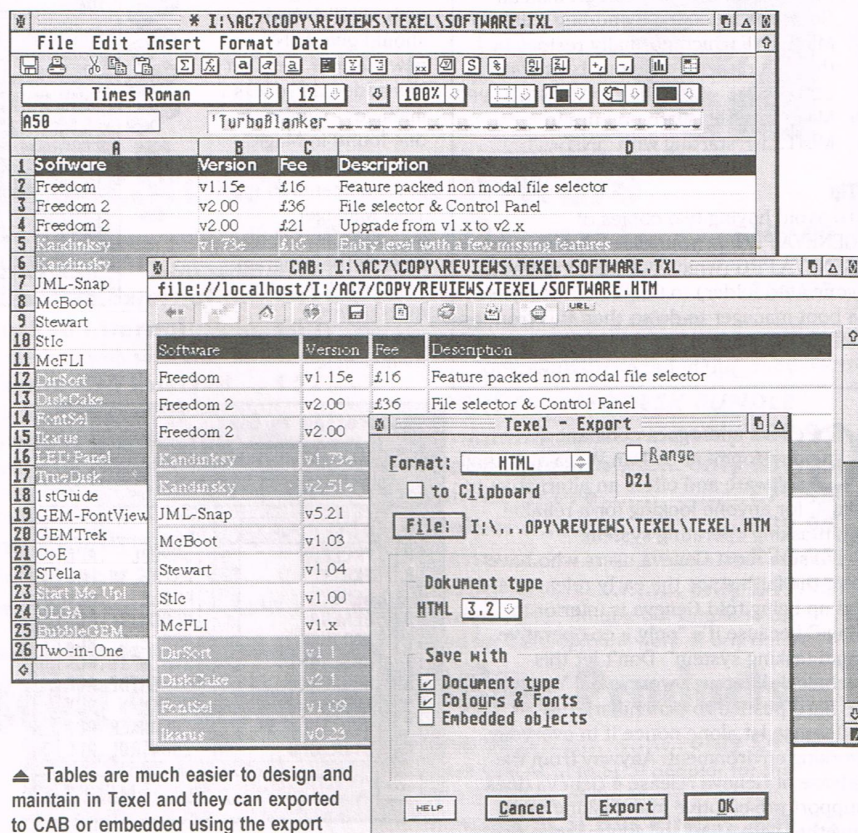 * I:\AC7\COPY\REVIEWS\TEXEL\SOFTWARE.TXL
File Edit Insert Format Data
Times Roman 12 100%
A50 'TurboBlanker
A B C D
1 Software Version Fee Description
2 Freedom v1.15e £16 Feature packed non modal file selector
3 Freedom 2 v2.00 £36 File selector & Control Panel
4 Freedom 2 v2.00 £21 Upgrade from v1.x to v2.x
5 Kandinksy v1.73e £16 Entry level with a few missing features
6 Kandinsky
7 JML-Snap
8 McBoot
9 Stewart
10 StIc
11 McFLI
12 DirSort
13 DiskCake
14 FontSel
15 Ikarus
16 LED Panel
17 TrueDisk
18 1stGuide
19 GEM-FontView
20 GEMTrek
21 CoE
22 STella
23 Start Me Up!
24 OLGA
25 BubbleGEM
26 Two-in-One
CAB: I:\AC7\COPY\REVIEWS\TEXEL\SOFTWARE.TXL
file://localhost/I:/AC7/COPY/REVIEWS/TEXEL/SOFTWARE.HTM
URL:
Software Version Fee Description
Freedom v1.15e £16 Feature packed non modal file selector
Freedom 2 v2.00 £36 File selector & Control Panel
Freedom 2 v2.00
Kandinksy v1.73e
Kandinsky v2.51e
JML-Snap v5.21
McBoot v1.03
Stewart v1.04
StIc v1.00
McFLI v1.x
DirSort v1.1
DiskCake v2.1
FontSel v1.09
Ikarus v0.23
Texel - Export
Format: HTML Range
D21
to Clipboard
File: I:\...OPY\REVIEWS\TEXEL\TEXEL.HTM
Dokument type
HTML 3.2
Save with
Document type
Colours & Fonts
Embedded objects
HELP Cancel Export OK
▲ Tables are much easier to design and
maintain in Texel and they can exported
to CAB or embedded using the export